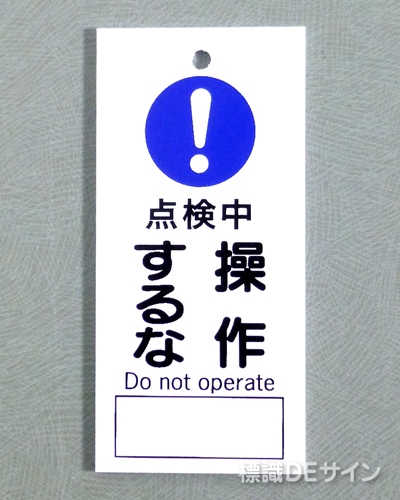 点検中
操作
するな
Do not operate
標識DEサイン